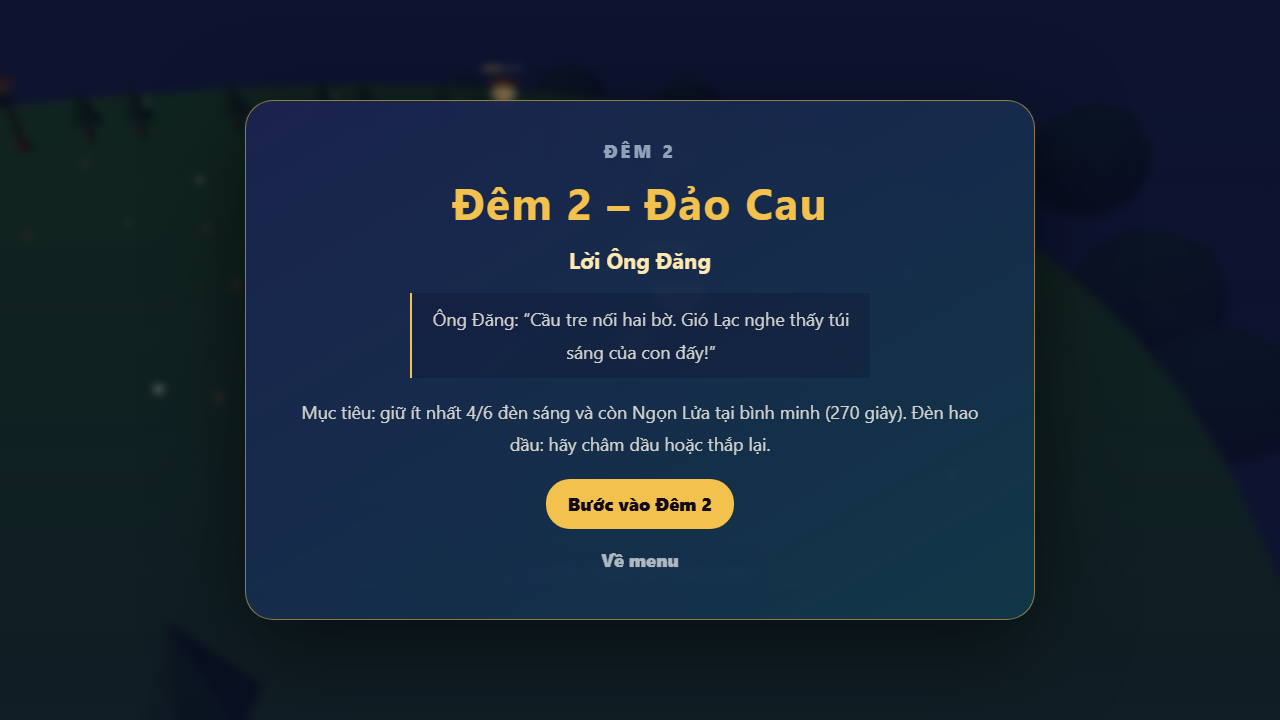 ĐÊM 2
Đêm 2 – Đảo Cau
Lời Ông Đăng
Ông Đăng: “Cầu tre nối hai bờ. Gió Lạc nghe thấy túi
sáng của con đấy!”
Mục tiêu: giữ ít nhất 4/6 đèn sáng và còn Ngọn Lửa tại bình minh (270 giây). Đèn hao
dầu: hãy châm dầu hoặc thắp lại.
Bước vào Đêm 2
Về menu